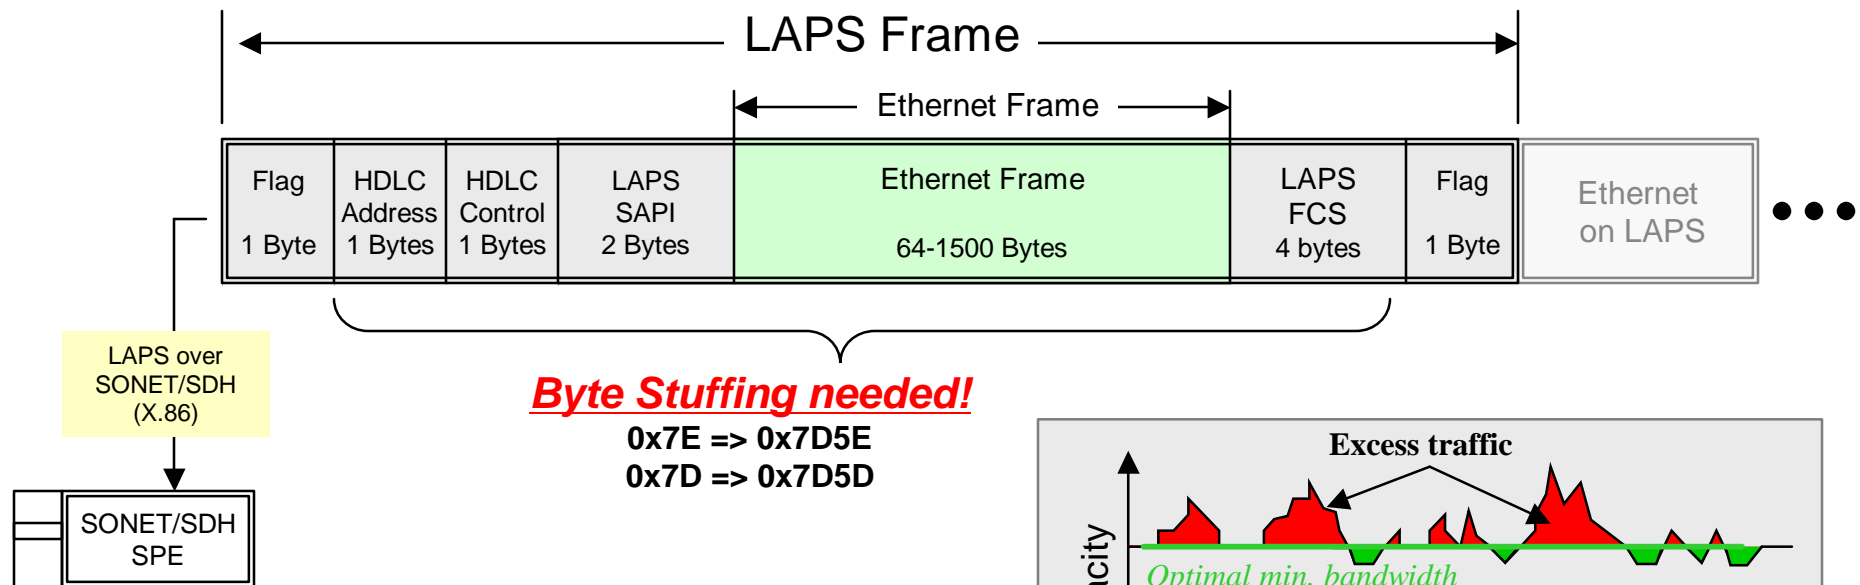 LAPS Frame
Ethernet Frame
Flag
1 Byte
HDLC
Address
1 Bytes
HDLC
Control
1 Bytes
LAPS
SAPI
2 Bytes
Ethernet Frame
64-1500 Bytes
LAPS
FCS
4 bytes
Flag
1 Byte
Ethernet
on LAPS
LAPS over
SONET/SDH
(X.86)
Byte Stuffing needed!
0x7E => 0x7D5E
0x7D => 0x7D5D
SONET/SDH
SPE
Excess traffic
Optimal min. bandwidth